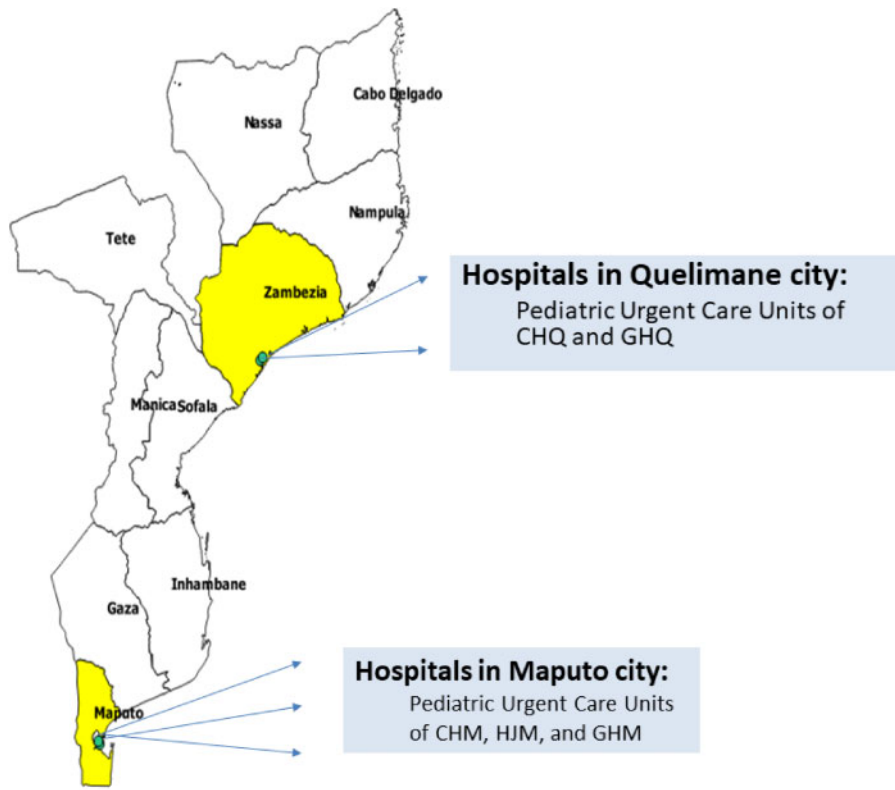 Cabo Delgado
Nassa
Nampula
Tete
Zambezia
Hospitals in Quelimane city:
Pediatric Urgent Care Units of
CHQ and GHQ
Manica Sofala
Inhambane
Gaza
Hospitals in Maputo city:
Pediatric Urgent Care Units
of CHM, HJM, and GHM
Maputo